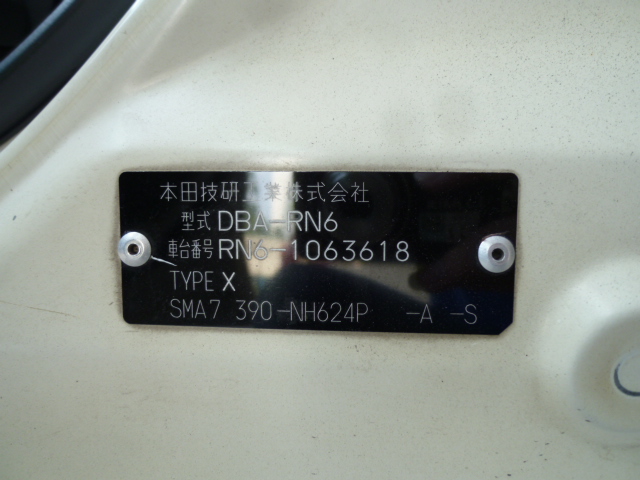 本田技研工業株式会社
型式 DBA-RN6
車台番号 RN6-1063618
TYPE X
SMA7 390-NH624P -A -S